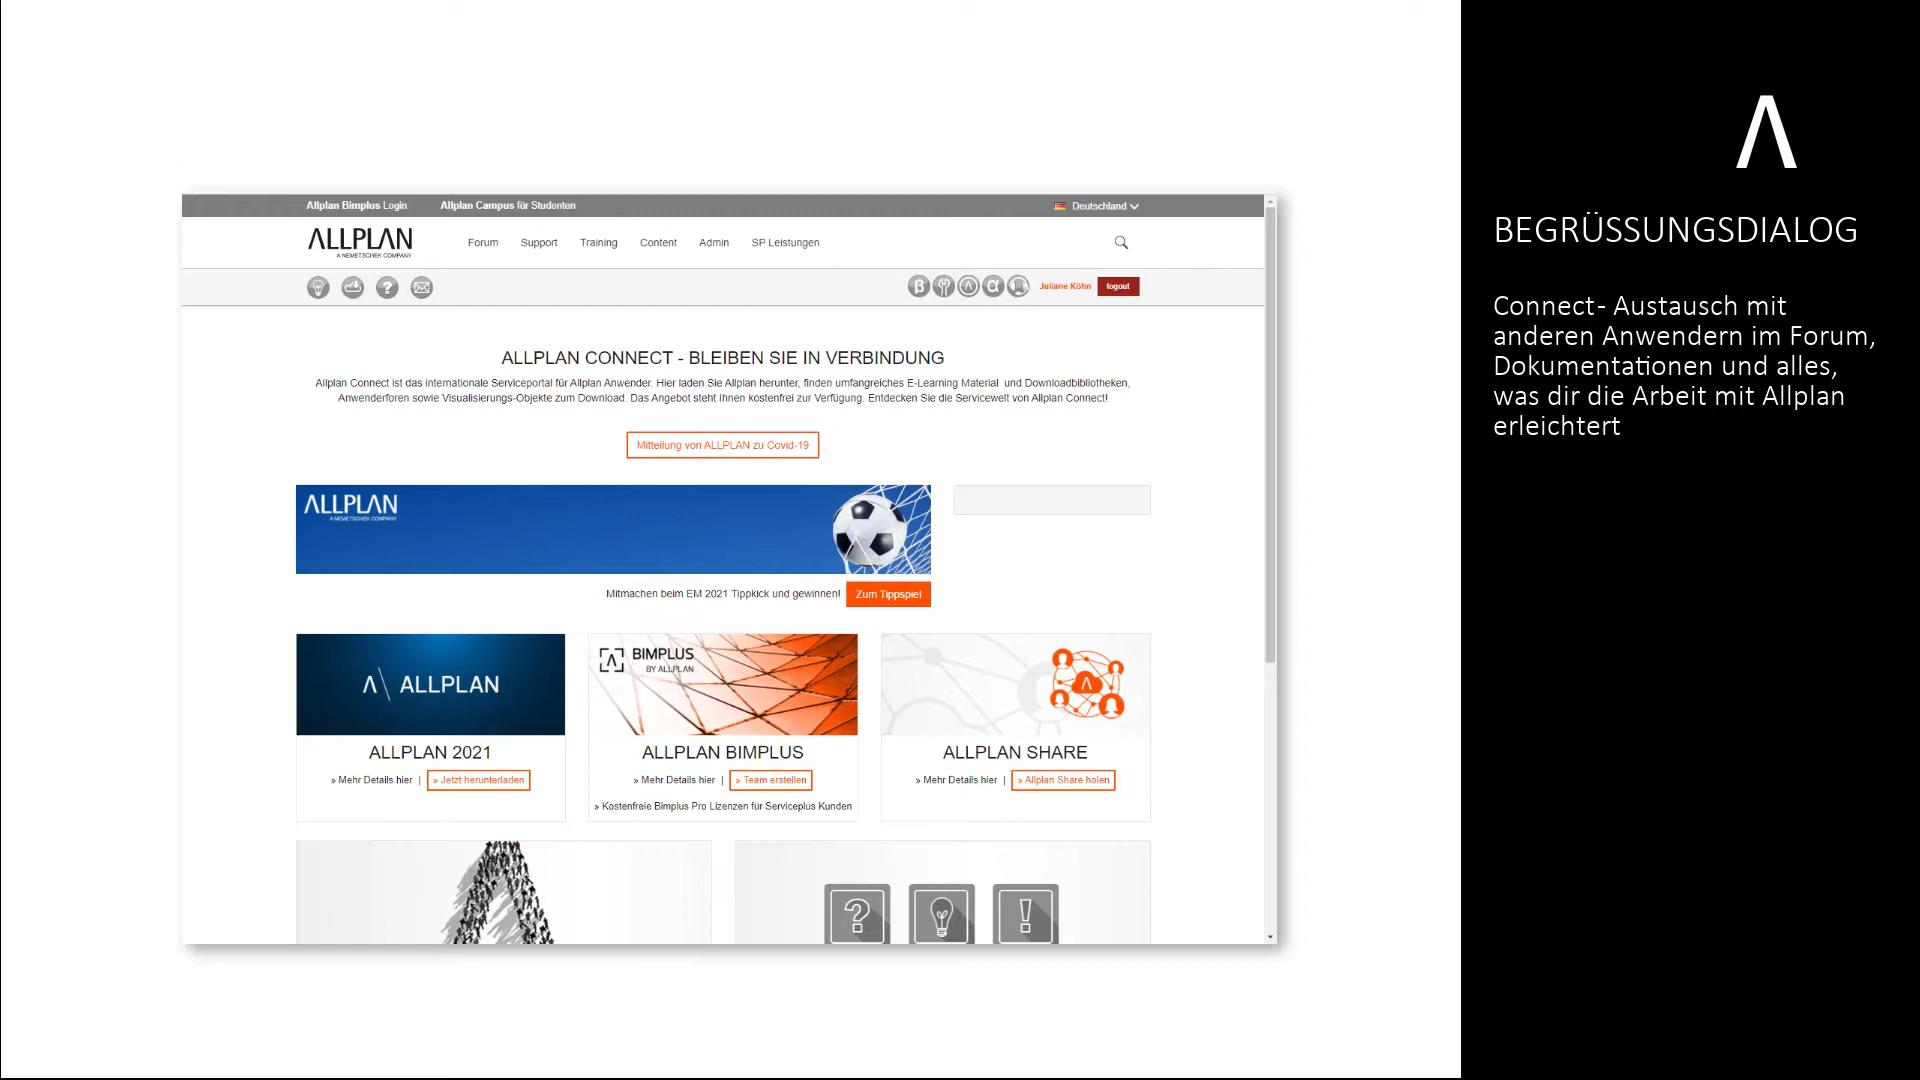 Allplan Bimplus Login
Allplan Campus für Studenten
Deutschland
ALLPLAN
A NEMETSCHEK COMPANY
Forum
Support
Training
Content
Admin
SP Leistungen
?
β
α
Juliane Köhn
logout
ALLPLAN CONNECT - BLEIBEN SIE IN VERBINDUNG
Allplan Connect ist das internationale Serviceportal für Allplan Anwender. Hier laden Sie Allplan herunter, finden umfangreiches E-Learning Material und Downloadbibliotheken,
Anwenderforen sowie Visualisierungs-Objekte zum Download. Das Angebot steht Ihnen kostenfrei zur Verfügung. Entdecken Sie die Servicewelt von Allplan Connect!
Mitteilung von ALLPLAN zu Covid-19
ALLPLAN
A NEMETSCHEK COMPANY
Mitmachen beim EM 2021 Tippkick und gewinnen!
Zum Tippspiel
ALLPLAN
BIMPLUS
BY ALLPLAN
ALLPLAN 2021
» Mehr Details hier | » Jetzt herunterladen
ALLPLAN BIMPLUS
» Mehr Details hier | » Team erstellen
» Kostenfreie Bimplus Pro Lizenzen für Serviceplus Kunden
ALLPLAN SHARE
» Mehr Details hier | » Allplan Share holen
?
!
BEGRÜSSUNGSDIALOG
Connect- Austausch mit
anderen Anwendern im Forum,
Dokumentationen und alles,
was dir die Arbeit mit Allplan
erleichtert